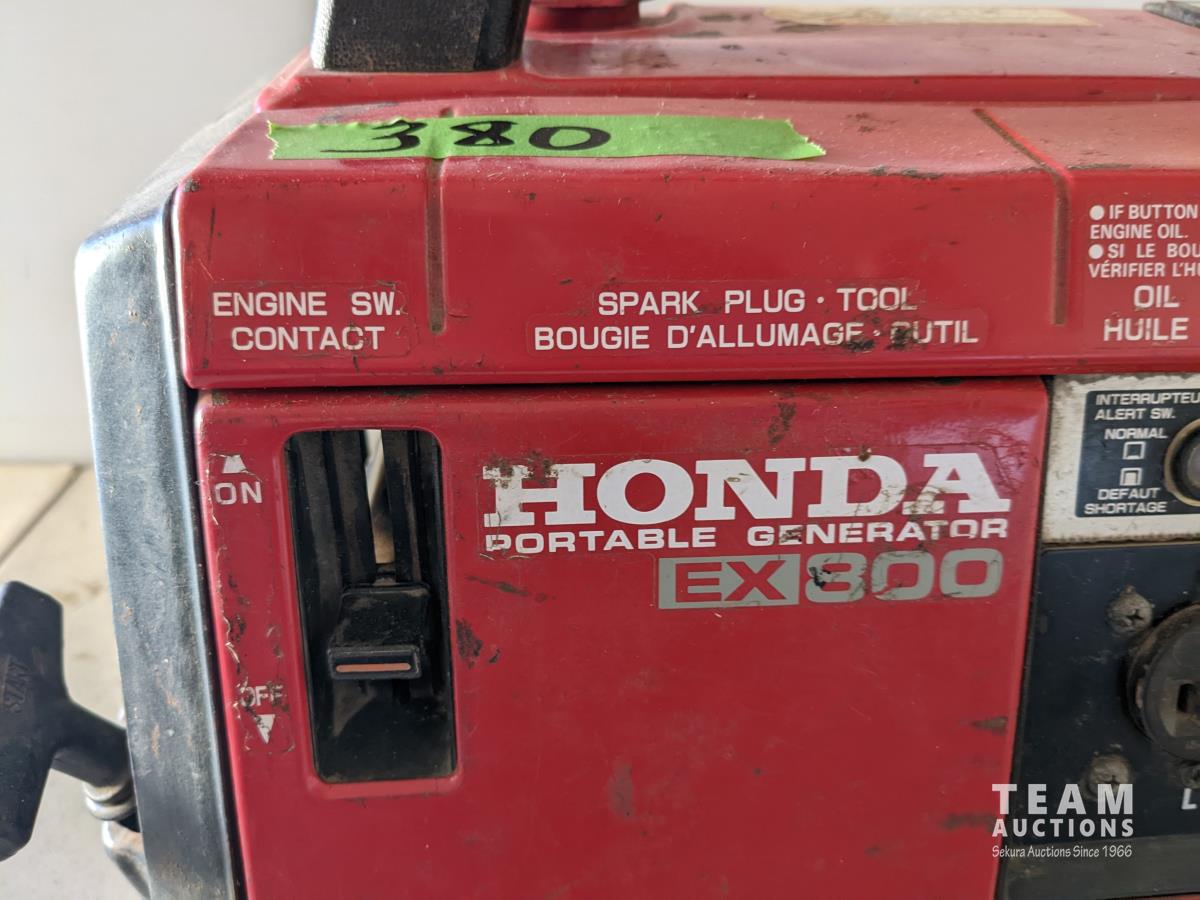 380
ENGINE SW.
CONTACT
SPARK PLUG · TOOL
BOUGIE D'ALLUMAGE · OUTIL
● IF BUTTON
ENGINE OIL.
● SI LE BOU
VÉRIFIER L'H
OIL
HUILE
INTERRUPTEU
ALERT SW.
NORMAL
DEFAUT
SHORTAGE
ON
OFF
HONDA
PORTABLE GENERATOR
EX800
START
L
TEAM
AUCTIONS
Sekura Auctions Since 1966